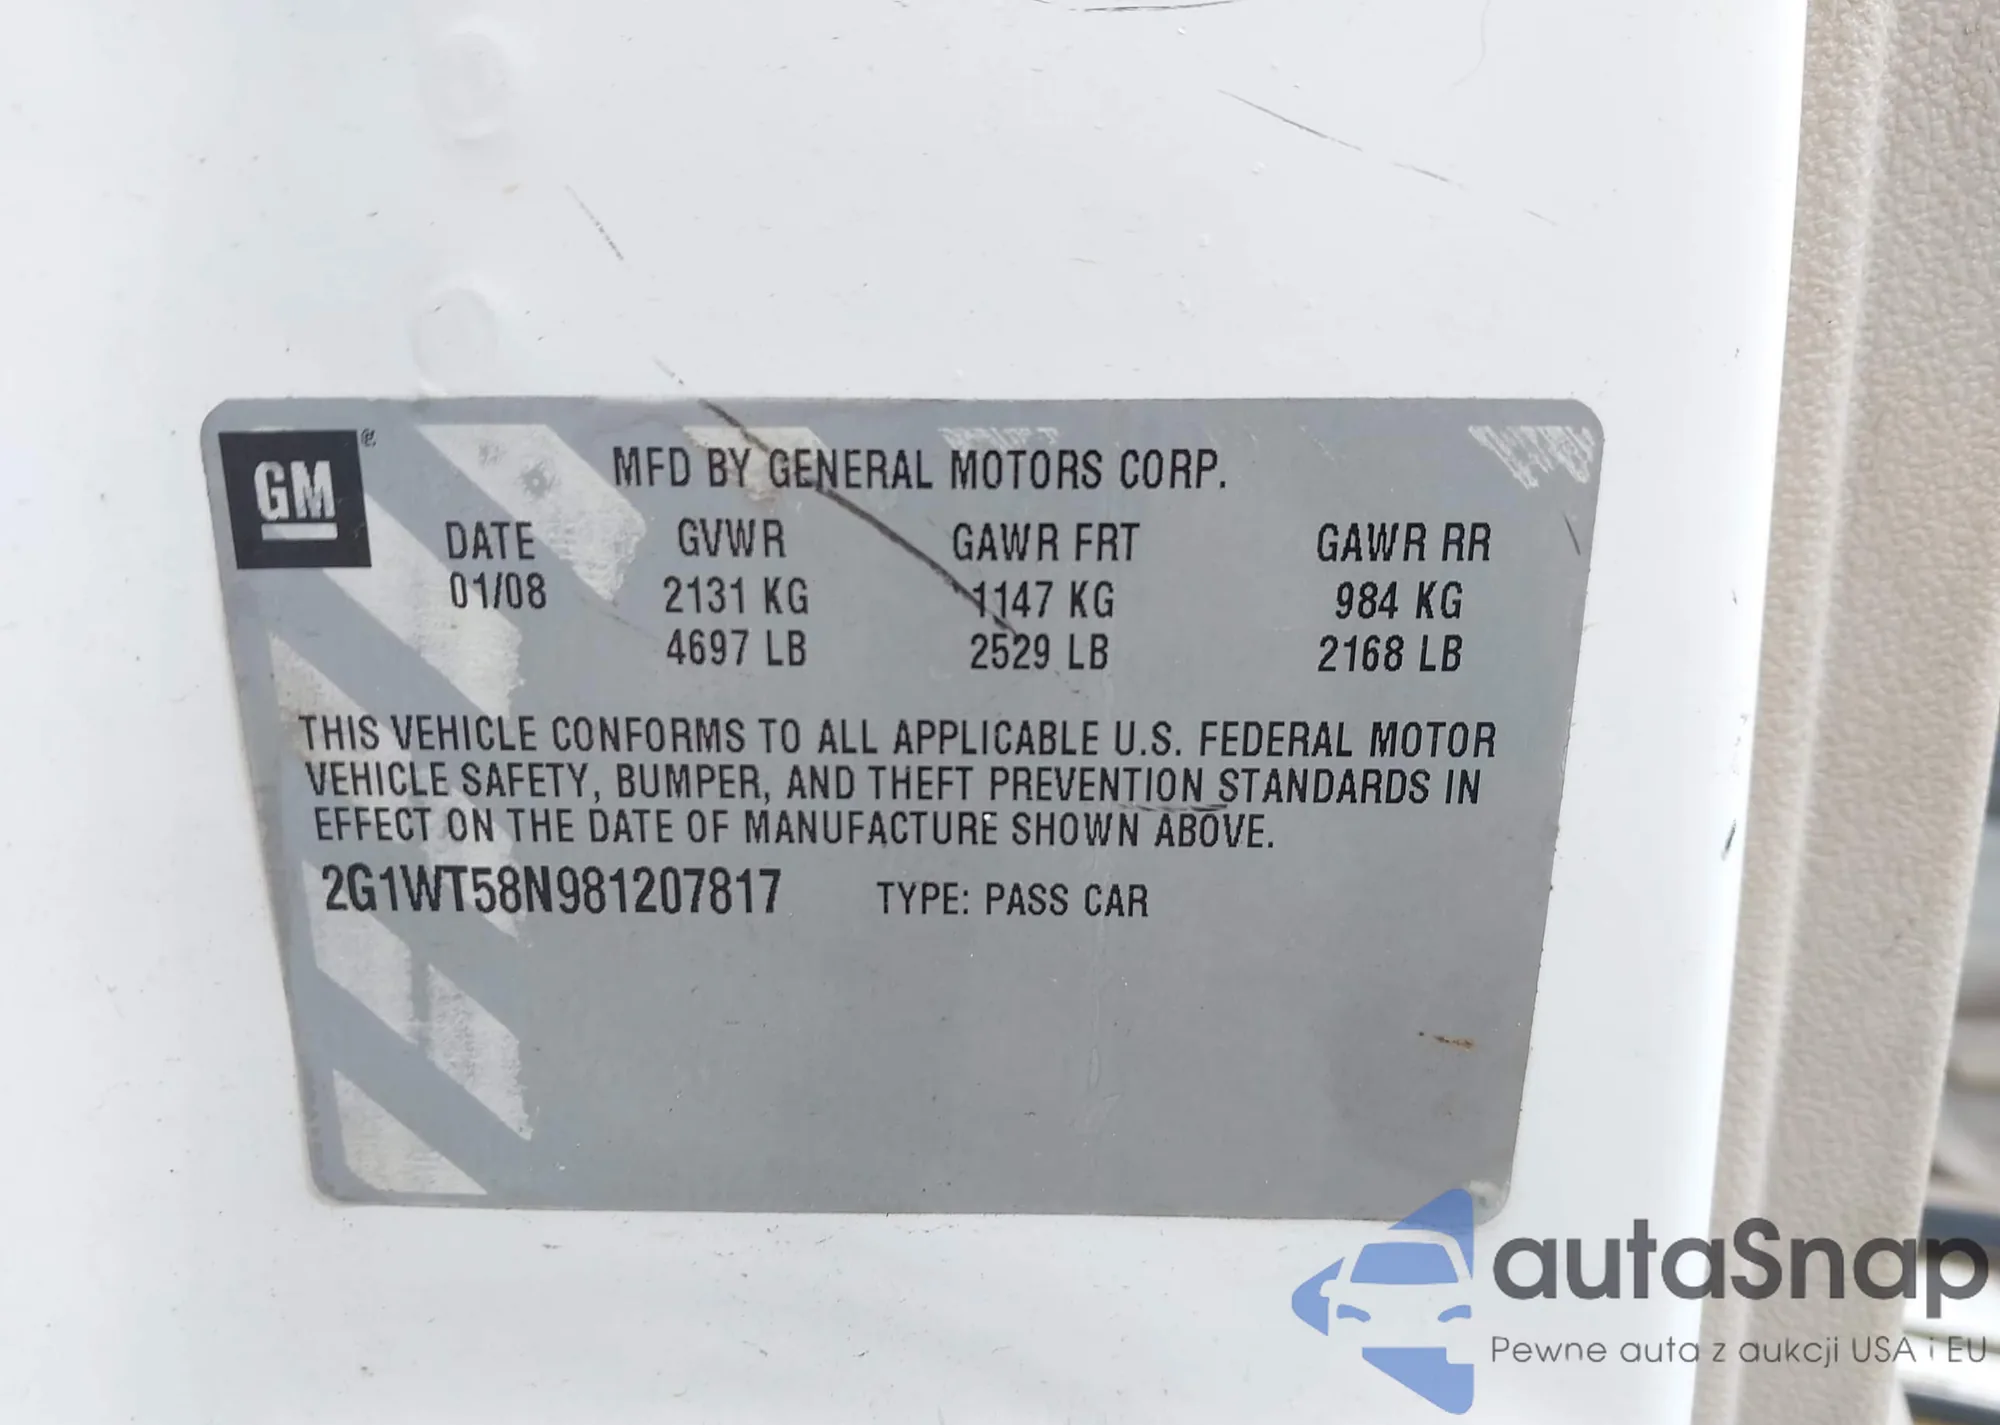 GM
MFD BY GENERAL MOTORS CORP.
DATE GVWR GAWR FRT GAWR RR
01/08 2131 KG 1147 KG 984 KG
4697 LB 2529 LB 2168 LB
THIS VEHICLE CONFORMS TO ALL APPLICABLE U.S. FEDERAL MOTOR
VEHICLE SAFETY, BUMPER, AND THEFT PREVENTION STANDARDS IN
EFFECT ON THE DATE OF MANUFACTURE SHOWN ABOVE.
2G1WT58N981207817 TYPE: PASS CAR
autaSnap
Pewne auta z aukcji USA i EU